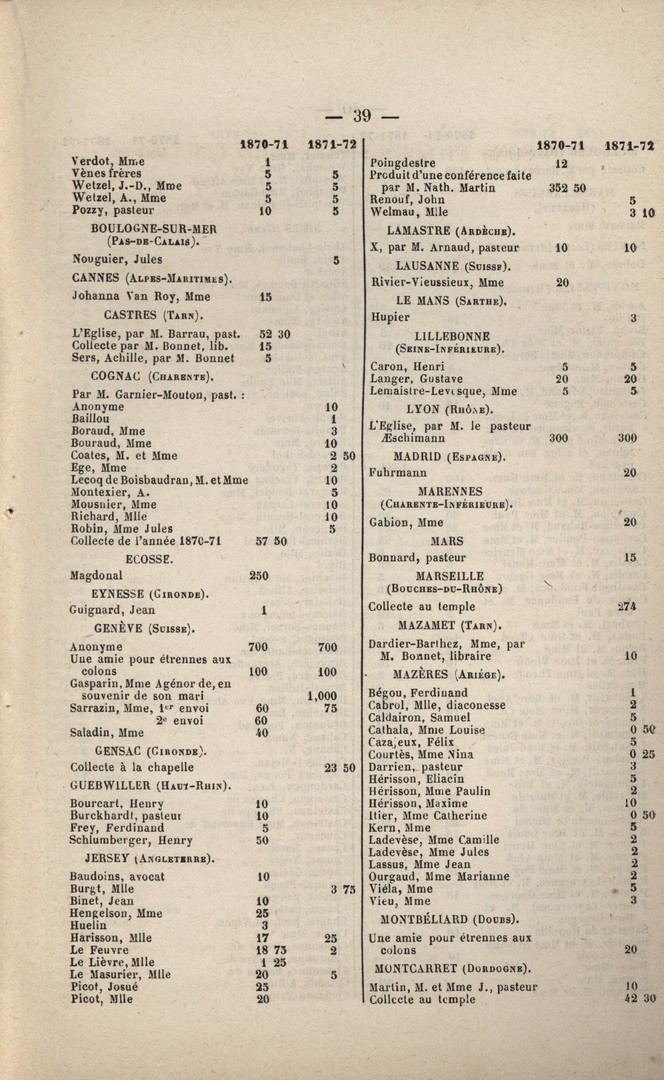 — 39 —
1870-71 1871-72
Verdot, Mme 1
Vènes frères 5 5
Wetzel, J.-D., Mme 5 5
Wetzel, A., Mme 5 5
Pozzy, pasteur 10 5
BOULOGNE-SUR-MER
(PAS-DE-CALAIS).
Nouguier, Jules 5
CANNES (ALPES-MARITIMES).
Johanna Van Roy, Mme 15
CASTRES (TARN).
L'Eglise, par M. Barrau, past. 52 30
Collecte par M. Bonnet, lib. 15
Sers, Achille, par M. Bonnet 5
COGNAC (CHARENTE).
Par M. Garnier-Mouton, past. :
Anonyme 10
Baillou 1
Boraud, Mme 3
Bouraud, Mme 10
Coates, M. et Mme 2 50
Ege, Mme 2
Lecoq de Boisbaudran, M. et Mme 10
Montexier, A. 5
Mousnier, Mme 10
Richard, Mlle 10
Robin, Mme Jules 5
Collecte de l'année 1870-71 57 50
ECOSSE.
Magdonal 250
EYNESSE (GIRONDE).
Guignard, Jean 1
GENÈVE (SUISSE).
Anonyme 700 700
Une amie pour étrennes aux
colons 100 100
Gasparin, Mme Agénor de, en
souvenir de son mari 1,000
Sarrazin, Mme, 1er envoi 60 75
2e envoi 60
Saladin, Mme 40
GENSAC (GIRONDE).
Collecte à la chapelle 23 50
GUEBWILLER (HAUT-RHIN).
Bourcart, Henry 10
Burckhardt, pasteur 10
Frey, Ferdinand 5
Schlumberger, Henry 50
JERSEY (ANGLETERRE).
Baudoins, avocat 10
Burgt, Mlle 3 75
Binet, Jean 10
Hengelson, Mme 25
Huelin 3
Harisson, Mlle 17 25
Le Feuvre 18 75 2
Le Lièvre, Mlle 1 25
Le Masurier, Mlle 20 5
Picot, Josué 25
Picot, Mlle 20
1870-71 1871-72
Poingdestre 12
Produit d'une conférence faite
par M. Nath. Martin 352 50
Renouf, John 5
Welmau, Mlle 3 10
LAMASTRE (ARDÈCHE).
X, par M. Arnaud, pasteur 10 10
LAUSANNE (SUISSE).
Rivier-Vieussieux, Mme 20
LE MANS (SARTHE).
Hupier 3
LILLEBONNE
(SEINE-INFÉRIEURE).
Caron, Henri 5 5
Langer, Gustave 20 20
Lemaistre-Levesque, Mme 5 5
LYON (RHÔNE).
L'Eglise, par M. le pasteur
Æschimann 300 300
MADRID (ESPAGNE).
Fuhrmann 20
MARENNES
(CHARENTE-INFÉRIEURE).
Gabion, Mme 20
MARS
Bonnard, pasteur 15
MARSEILLE
(BOUCHES-DU-RHÔNE)
Collecte au temple 274
MAZAMET (TARN).
Dardier-Barthez, Mme, par
M. Bonnet, libraire 10
MAZÈRES (ARIÉGE).
Bégou, Ferdinand 1
Cabrol, Mlle, diaconesse 2
Caldairon, Samuel 5
Cathala, Mme Louise 0 50
Cazajeux, Félix 5
Courtès, Mme Nina 0 25
Darrien, pasteur 3
Hérisson, Eliacin 5
Hérisson, Mme Paulin 2
Hérisson, Maxime 10
Itier, Mme Catherine 0 50
Kern, Mme 5
Ladevèse, Mme Camille 2
Ladevèse, Mme Jules 2
Lassus, Mme Jean 2
Ourgaud, Mme Marianne 2
Viéla, Mme 5
Vieu, Mme 3
MONTBÉLIARD (DOUBS).
Une amie pour étrennes aux
colons 20
MONTCARRET (DORDOGNE).
Martin, M. et Mme J., pasteur 10
Collecte au temple 42 30